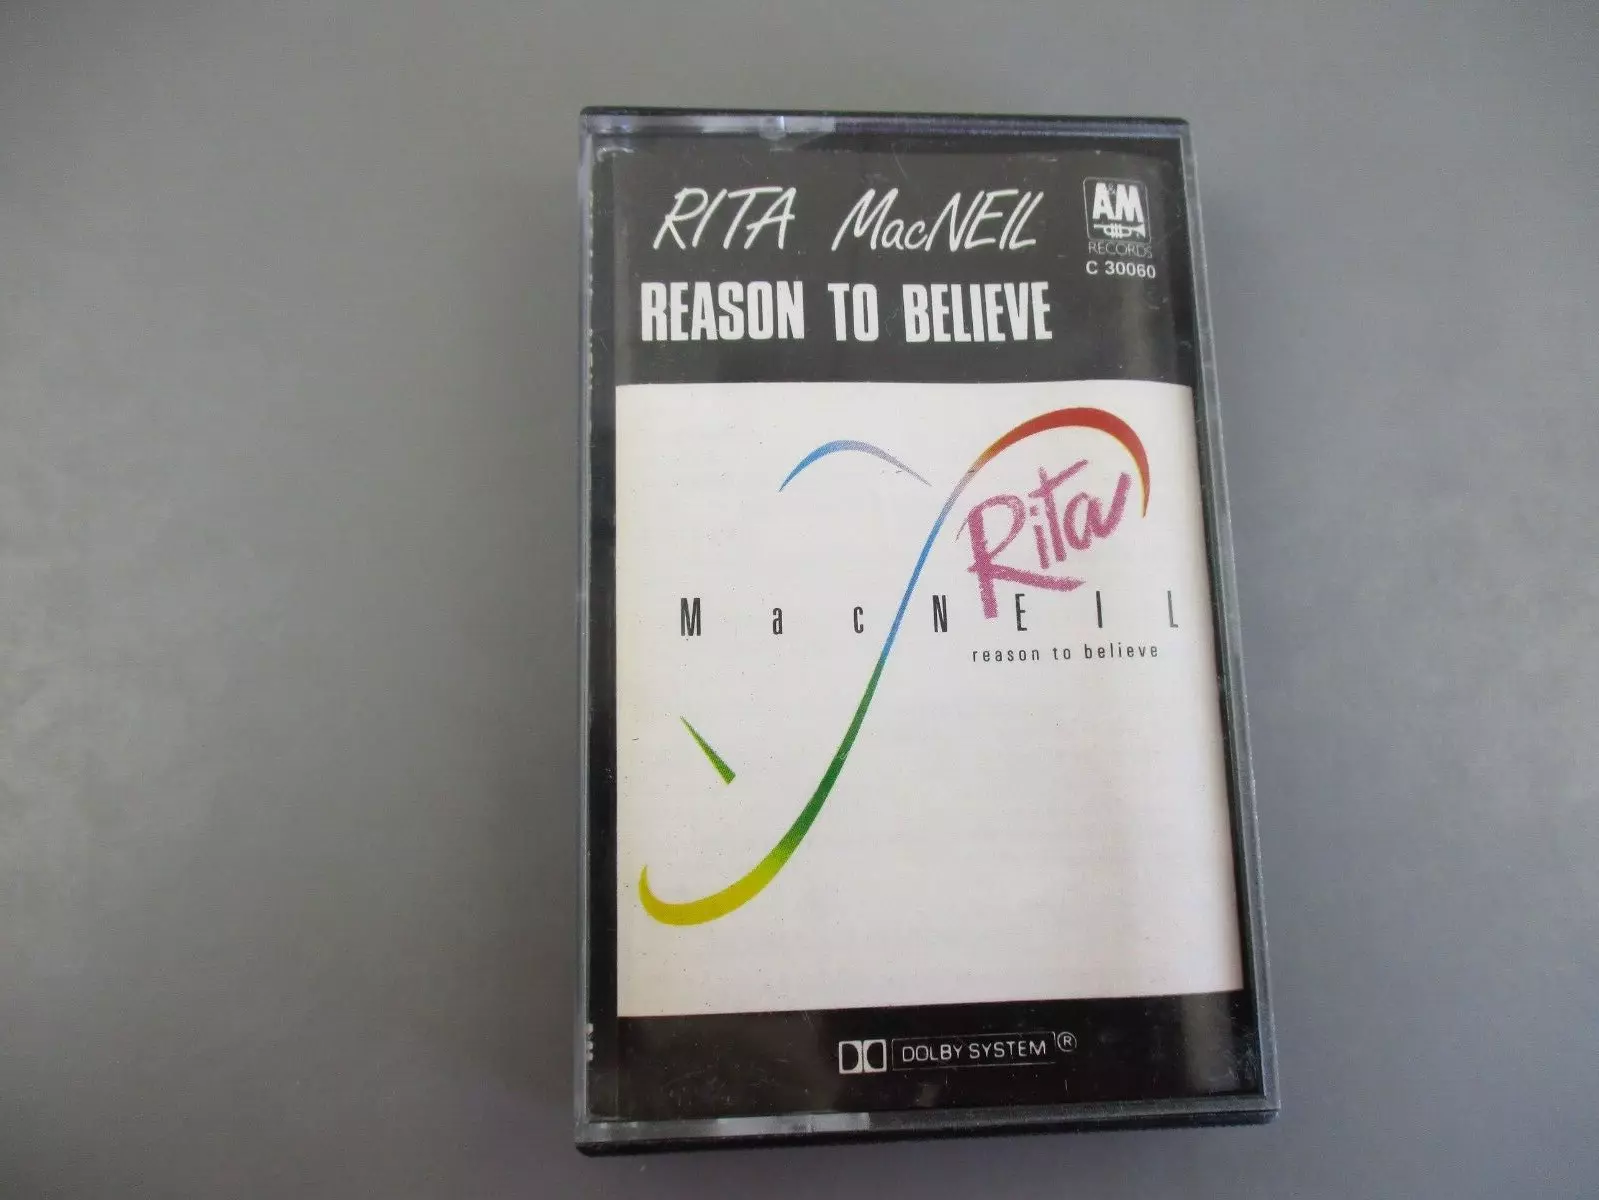 RITA MacNEIL
A&M
RECORDS
C 30060
REASON TO BELIEVE
Rita
MacNEIL
reason to believe
DOLBY SYSTEM ®